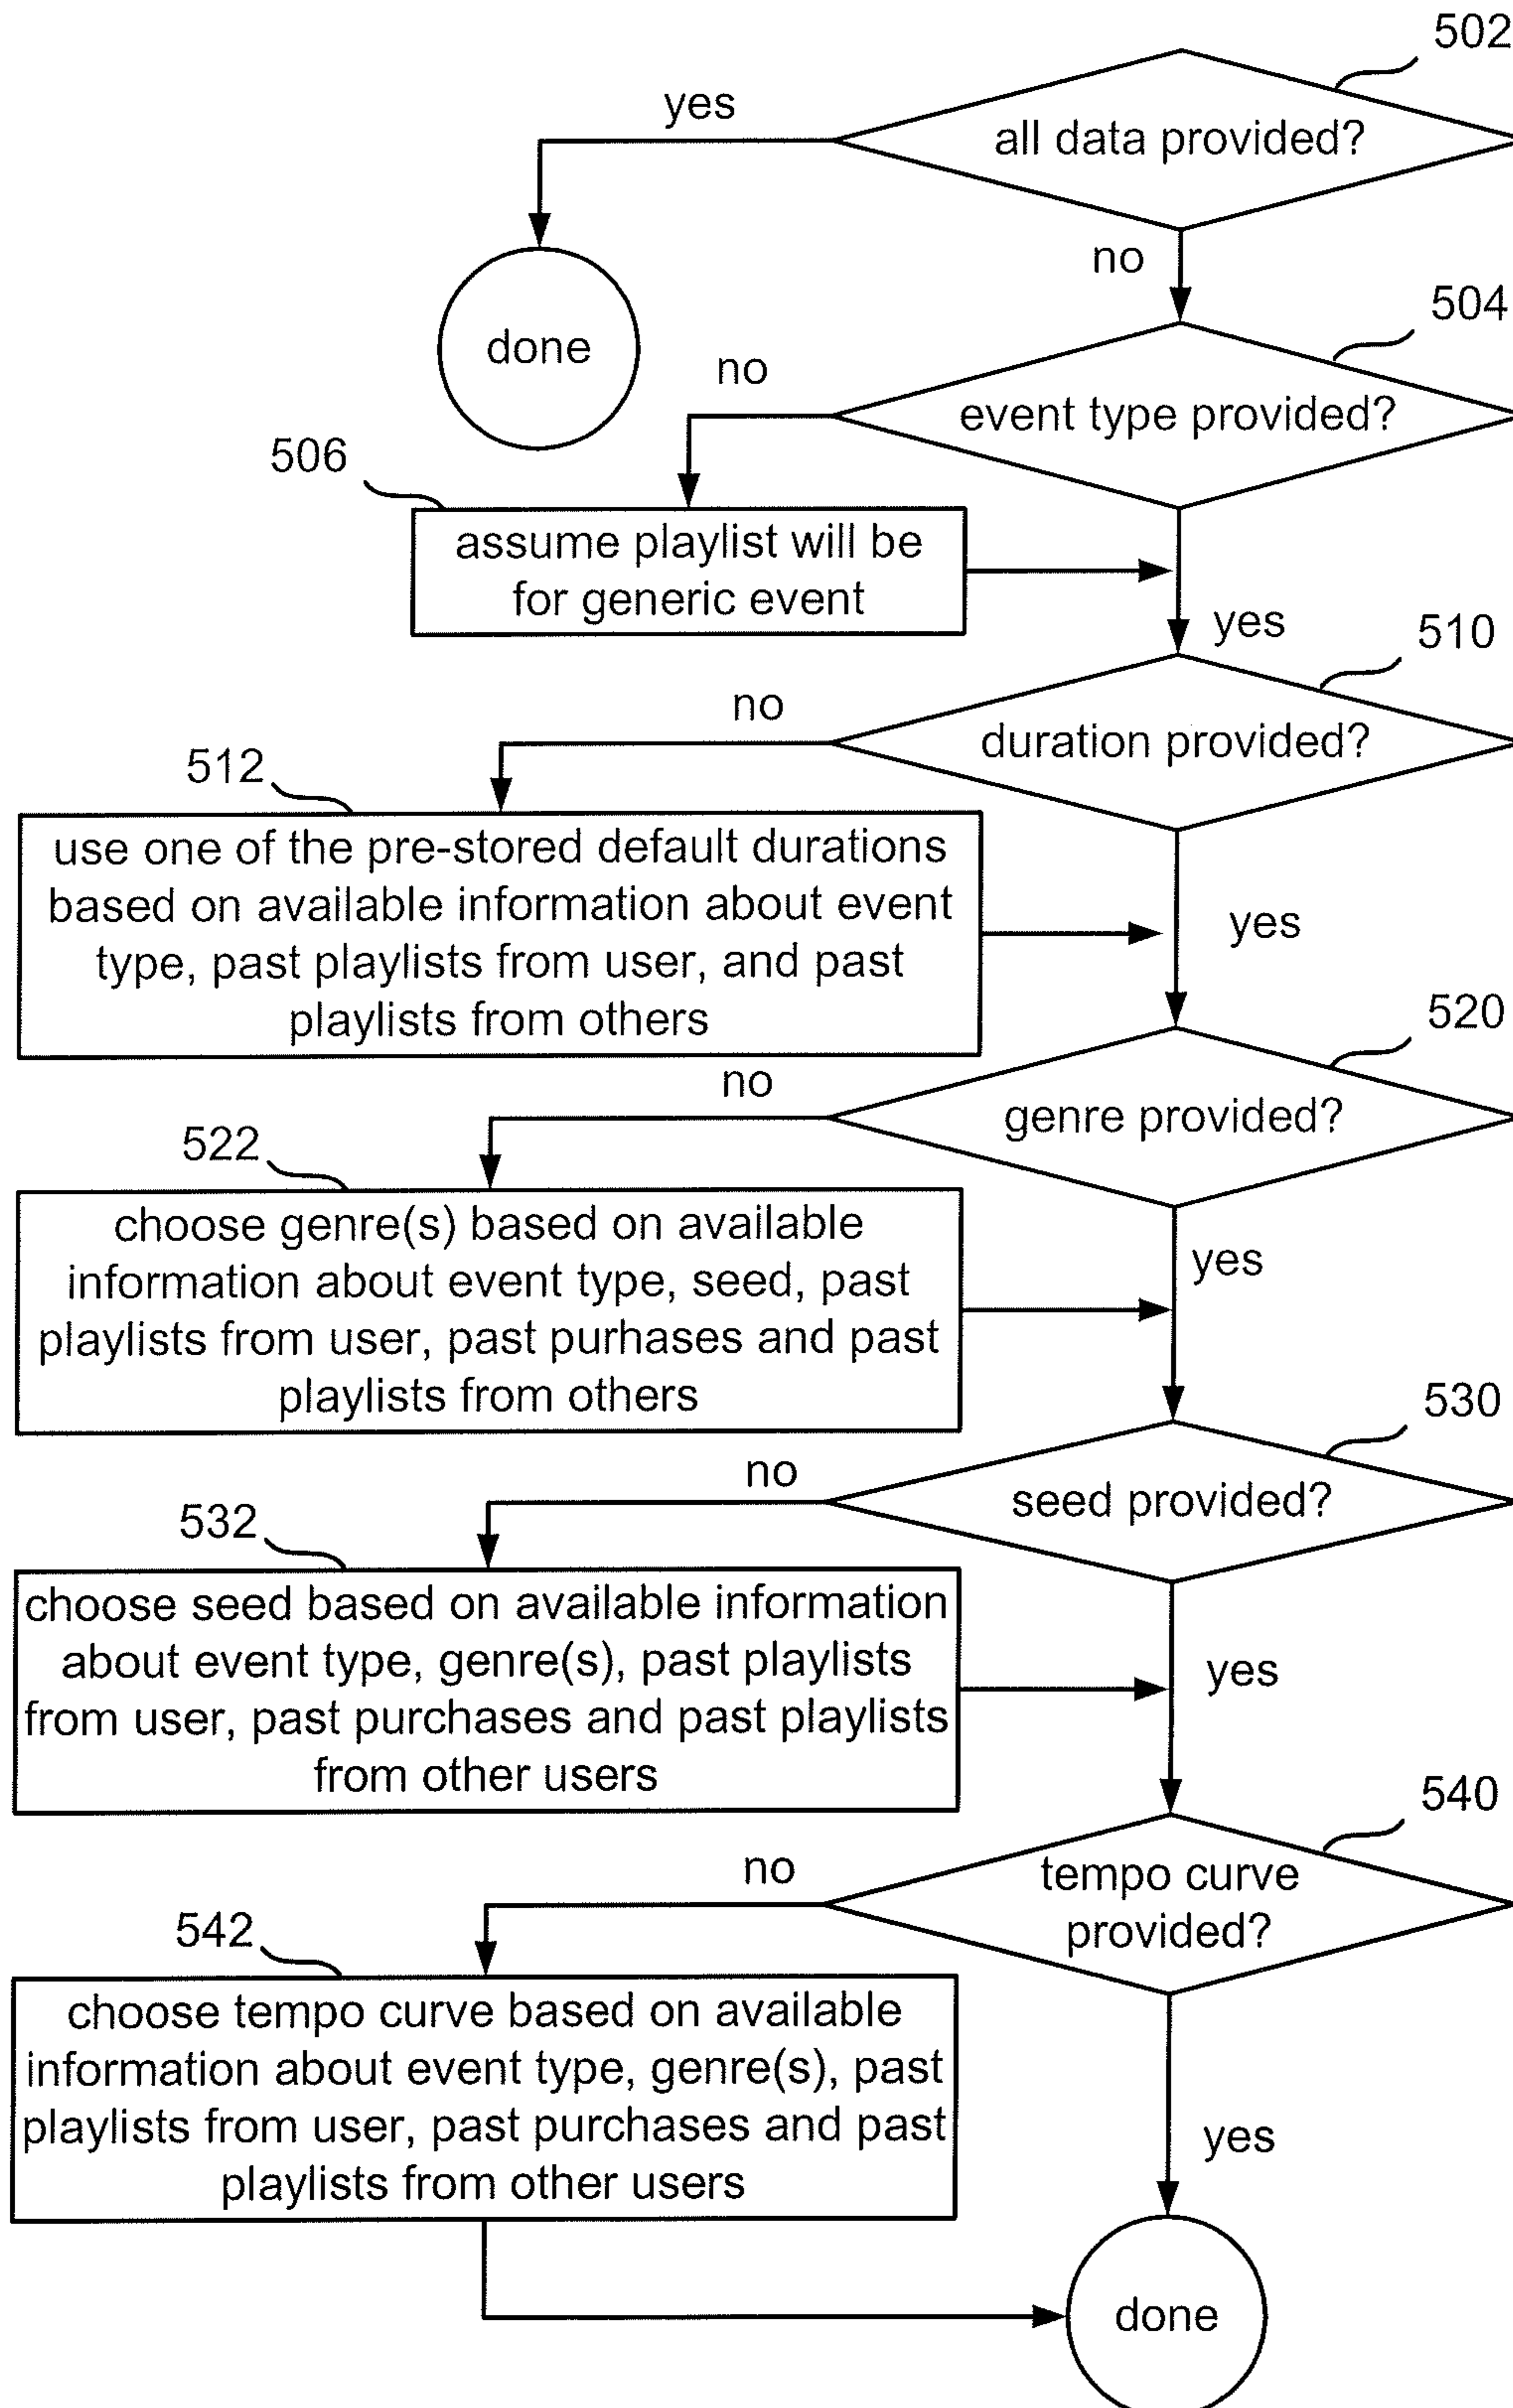 502
yes
all data provided?
no
504
done
no
event type provided?
506
assume playlist will be
for generic event
yes
510
no
duration provided?
512
use one of the pre-stored default durations
based on available information about event
type, past playlists from user, and past
playlists from others
yes
520
no
genre provided?
522
choose genre(s) based on available
information about event type, seed, past
playlists from user, past purhases and past
playlists from others
yes
530
no
seed provided?
532
choose seed based on available information
about event type, genre(s), past playlists
from user, past purchases and past playlists
from other users
yes
540
no
tempo curve
provided?
542
choose tempo curve based on available
information about event type, genre(s), past
playlists from user, past purchases and past
playlists from other users
yes
done